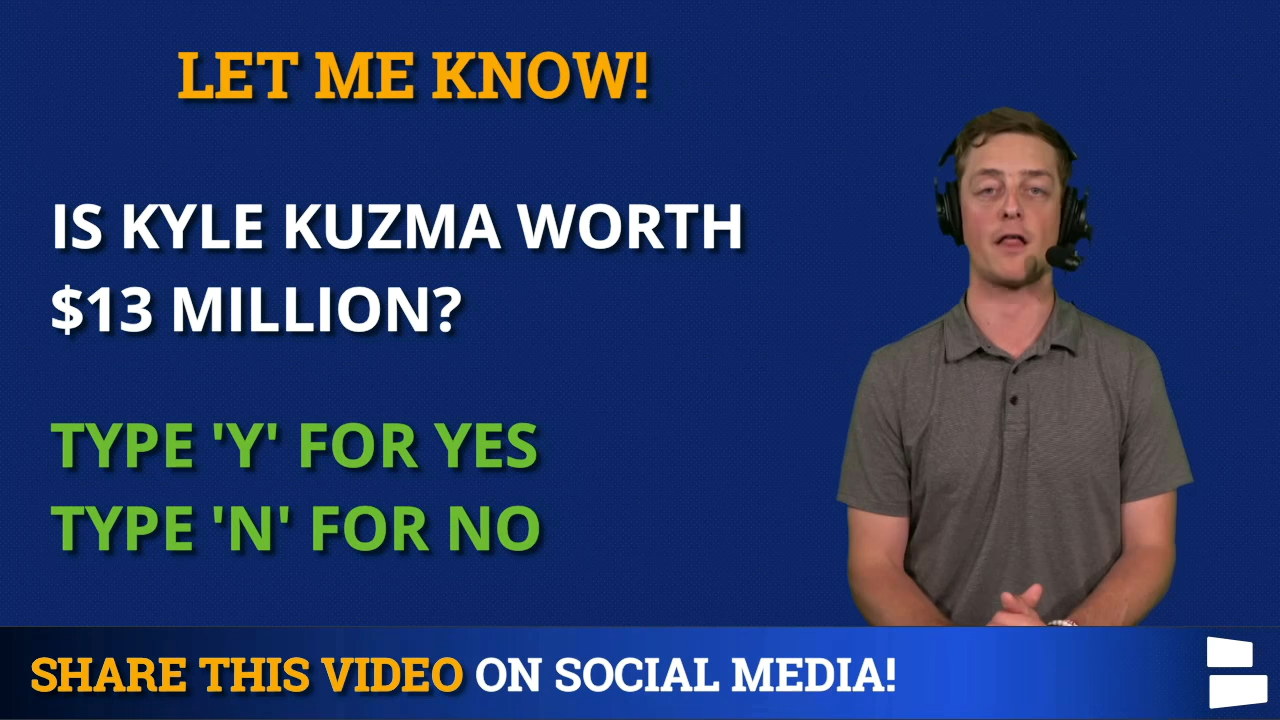 LET ME KNOW!
IS KYLE KUZMA WORTH
$13 MILLION?
TYPE 'Y' FOR YES
TYPE 'N' FOR NO
SHARE THIS VIDEO ON SOCIAL MEDIA!